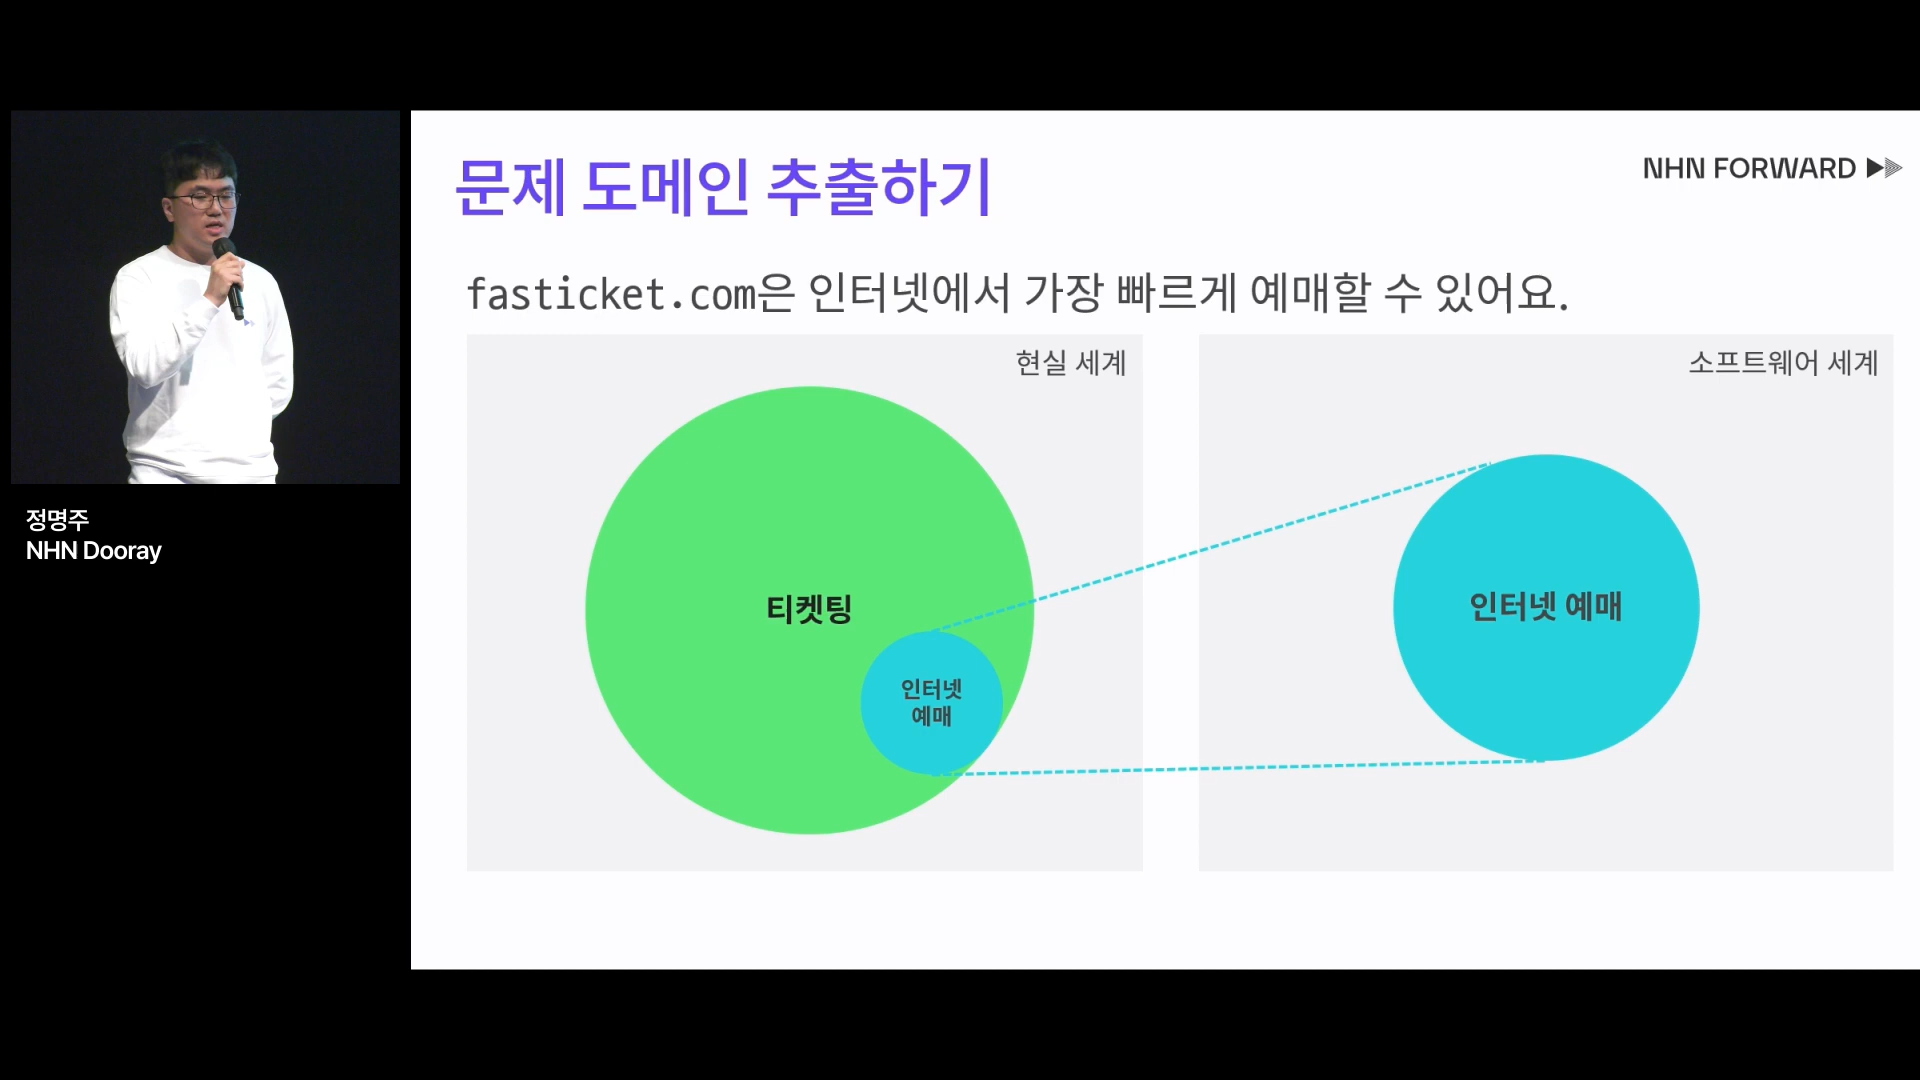 문제 도메인 추출하기
NHN FORWARD
fasticket.com은 인터넷에서 가장 빠르게 예매할 수 있어요.
현실 세계
티켓팅
인터넷
예매
소프트웨어 세계
인터넷 예매
정명주
NHN Dooray